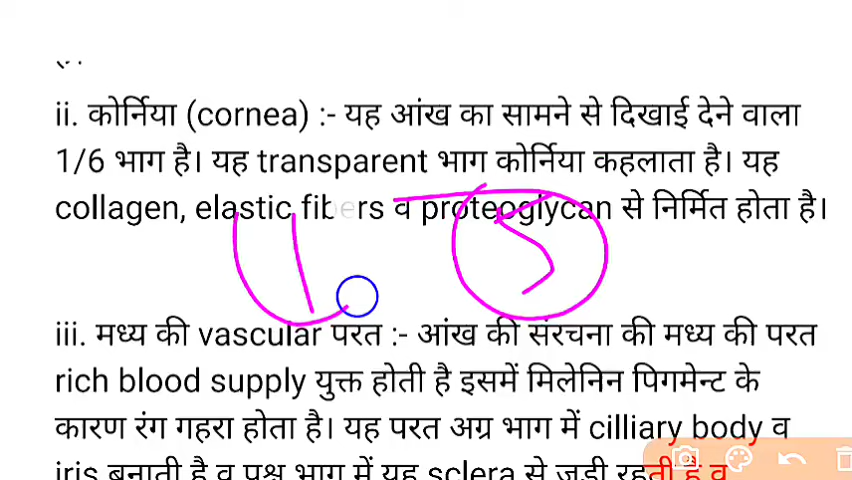 ii. कोर्निया (cornea) :- यह आंख का सामने से दिखाई देने वाला
1/6 भाग है। यह transparent भाग कोर्निया कहलाता है। यह
collagen, elastic fibers व proteoglycan से निर्मित होता है।
1 5
iii. मध्य की vascular परत :- आंख की संरचना की मध्य की परत
rich blood supply युक्त होती है इसमें मिलेनिन पिगमेन्ट के
कारण रंग गहरा होता है। यह परत अग्र भाग में cilliary body व
iris बनाती है व पश्च भाग में यह sclera से जुडी रहती है व